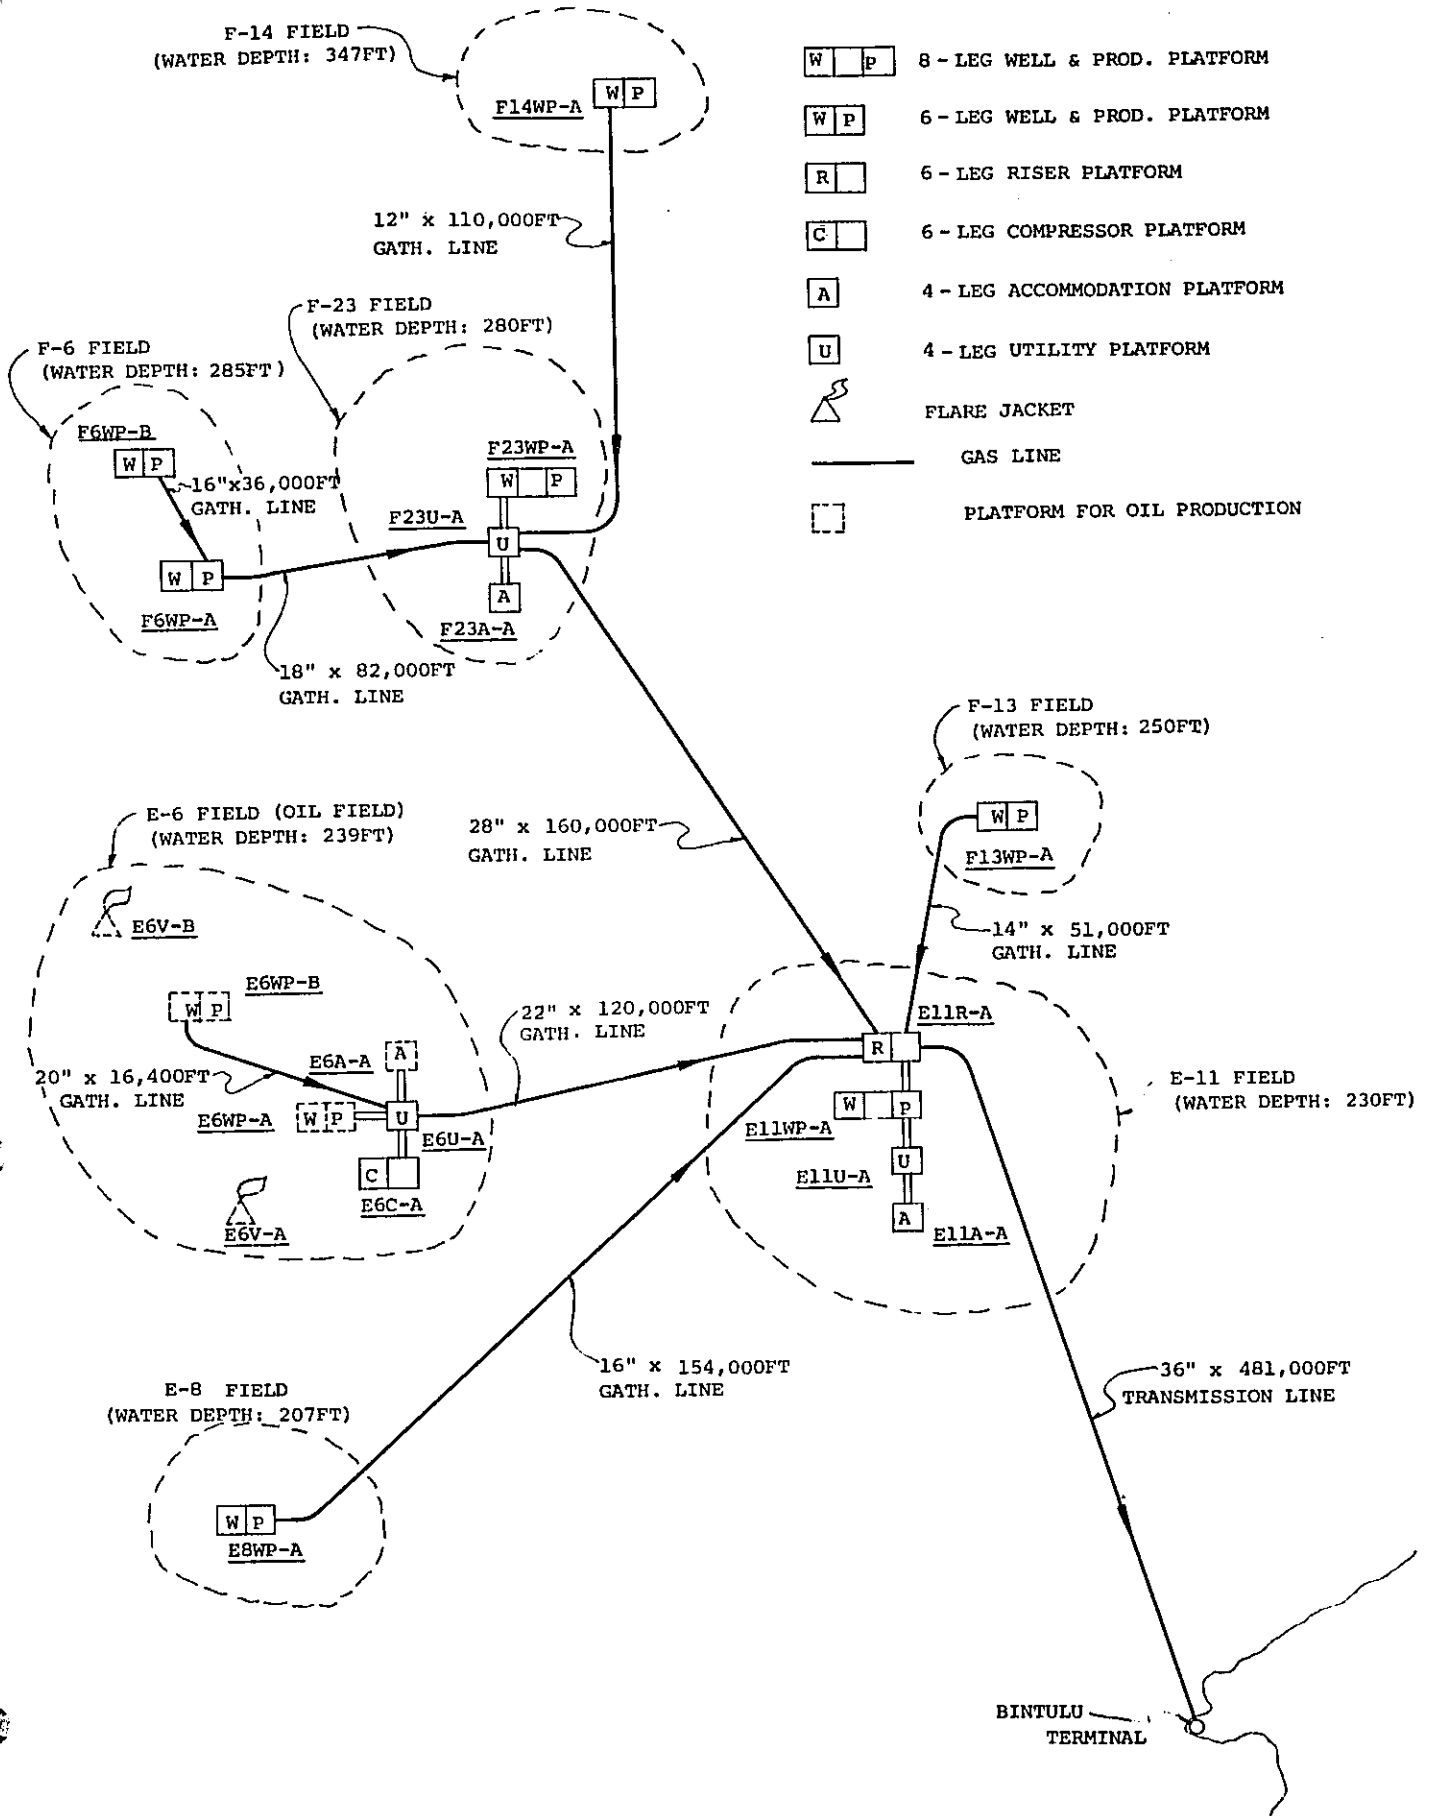 F-14 FIELD
(WATER DEPTH: 347FT)
F14WP-A
W P
12" x 110,000FT
GATH. LINE
W P
8-LEG WELL & PROD. PLATFORM
W P
6-LEG WELL & PROD. PLATFORM
R
6-LEG RISER PLATFORM
C
6-LEG COMPRESSOR PLATFORM
A
4-LEG ACCOMMODATION PLATFORM
U
4-LEG UTILITY PLATFORM
FLARE JACKET
GAS LINE
PLATFORM FOR OIL PRODUCTION
F-23 FIELD
(WATER DEPTH: 280FT)
F-6 FIELD
(WATER DEPTH: 285FT)
F6WP-B
W P
16"x36,000FT
GATH. LINE
W P
F6WP-A
F23WP-A
W P
F23U-A
U
A
F23A-A
18" x 82,000FT
GATH. LINE
F-13 FIELD
(WATER DEPTH: 250FT)
W P
F13WP-A
14" x 51,000FT
GATH. LINE
28" x 160,000FT
GATH. LINE
E-6 FIELD (OIL FIELD)
(WATER DEPTH: 239FT)
E6V-B
E6WP-B
W P
20" x 16,400FT
GATH. LINE
E6A-A
A
E6WP-A
W P
U
E6U-A
C
E6C-A
E6V-A
22" x 120,000FT
GATH. LINE
E11R-A
R
W P
E11WP-A
U
E11U-A
A
E11A-A
E-11 FIELD
(WATER DEPTH: 230FT)
16" x 154,000FT
GATH. LINE
36" x 481,000FT
TRANSMISSION LINE
E-8 FIELD
(WATER DEPTH: 207FT)
W P
E8WP-A
BINTULU
TERMINAL